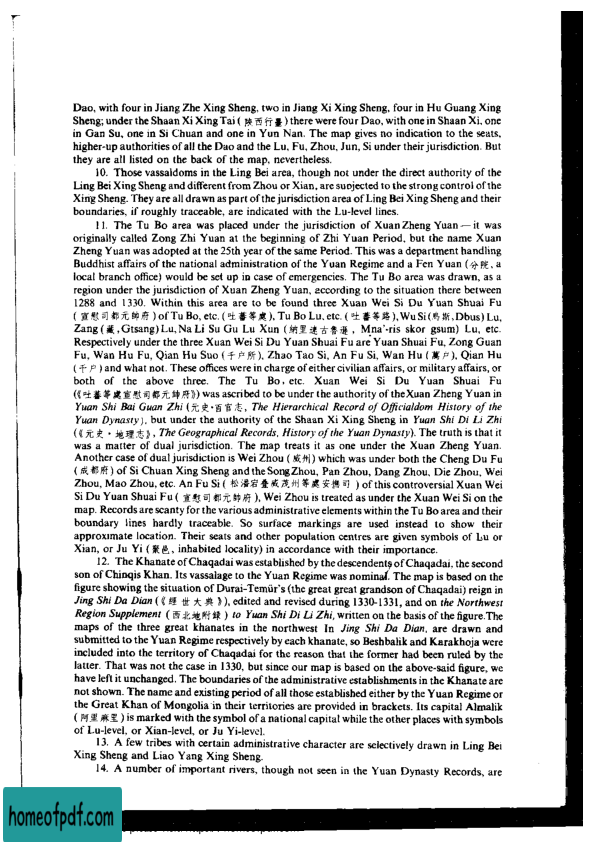 Dao, with four in Jiang Zhe Xing Sheng, two in Jiang Xi Xing Sheng, four in Hu Guang Xing
Sheng; under the Shaan Xi Xing Tai ( 陝西行臺 ) there were four Dao, with one in Shaan Xi, one
in Gan Su, one in Si Chuan and one in Yun Nan. The map gives no indication to the seats,
higher-up authorities of all the Dao and the Lu, Fu, Zhou, Jun, Si under their jurisdiction. But
they are all listed on the back of the map, nevertheless.
10. Those vassaldoms in the Ling Bei area, though not under the direct authority of the
Ling Bei Xing Sheng and different from Zhou or Xian, are suojected to the strong control of the
Xing Sheng. They are all drawn as part of the jurisdiction area of Ling Bei Xing Sheng and their
boundaries, if roughly traceable, are indicated with the Lu-level lines.
11. The Tu Bo area was placed under the jurisdiction of Xuan Zheng Yuan — it was
originally called Zong Zhi Yuan at the beginning of Zhi Yuan Period, but the name Xuan
Zheng Yuan was adopted at the 25th year of the same Period. This was a department handling
Buddhist affairs of the national administration of the Yuan Regime and a Fen Yuan ( 分院, a
local branch office) would be set up in case of emergencies. The Tu Bo area was drawn, as a
region under the jurisdiction of Xuan Zheng Yuan, according to the situation there between
1288 and 1330. Within this area are to be found three Xuan Wei Si Du Yuan Shuai Fu
( 宣慰司都元帥府 ) of Tu Bo, etc. ( 吐蕃等處 ), Tu Bo Lu, etc. ( 吐蕃等路 ), Wu Si ( 烏斯, Dbus) Lu,
Zang ( 藏, Gtsang) Lu, Na Li Su Gu Lu Xun ( 納里速古魯遜 , Mna'-ris skor gsum) Lu, etc.
Respectively under the three Xuan Wei Si Du Yuan Shuai Fu are Yuan Shuai Fu, Zong Guan
Fu, Wan Hu Fu, Qian Hu Suo ( 千户所 ), Zhao Tao Si, An Fu Si, Wan Hu ( 萬户 ), Qian Hu
( 千户 ) and what not. These offices were in charge of either civilian affairs, or military affairs, or
both of the above three. The Tu Bo, etc. Xuan Wei Si Du Yuan Shuai Fu
(《吐蕃等處宣慰司都元帥府》) was ascribed to be under the authority of the Xuan Zheng Yuan in
Yuan Shi Bai Guan Zhi (元史·百官志, The Hierarchical Record of Officialdom History of the
Yuan Dynasty), but under the authority of the Shaan Xi Xing Sheng in Yuan Shi Di Li Zhi
(《元史 · 地理志》, The Geographical Records, History of the Yuan Dynasty). The truth is that it
was a matter of dual jurisdiction. The map treats it as one under the Xuan Zheng Yuan.
Another case of dual jurisdiction is Wei Zhou ( 威州 ) which was under both the Cheng Du Fu
( 成都府 ) of Si Chuan Xing Sheng and the Song Zhou, Pan Zhou, Dang Zhou, Die Zhou, Wei
Zhou, Mao Zhou, etc. An Fu Si ( 松潘宕叠威茂州等處安撫司 ) of this controversial Xuan Wei
Si Du Yuan Shuai Fu ( 宣慰司都元帥府 ), Wei Zhou is treated as under the Xuan Wei Si on the
map. Records are scanty for the various administrative elements within the Tu Bo area and their
boundary lines hardly traceable. So surface markings are used instead to show their
approximate location. Their seats and other population centres are given symbols of Lu or
Xian, or Ju Yi ( 聚邑, inhabited locality) in accordance with their importance.
12. The Khanate of Chaqadai was established by the descendents of Chaqadai, the second
son of Chinqis Khan. Its vassalage to the Yuan Regime was nominal. The map is based on the
figure showing the situation of Durai-Temür's (the great great grandson of Chaqadai) reign in
Jing Shi Da Dian (《 經 世 大 典 》), edited and revised during 1330-1331, and on the Northwest
Region Supplement ( 西北地附錄 ) to Yuan Shi Di Li Zhi, written on the basis of the figure.The
maps of the three great khanates in the northwest In Jing Shi Da Dian, are drawn and
submitted to the Yuan Regime respectively by each khanate, so Beshbalik and Karakhoja were
included into the territory of Chaqadai for the reason that the former had been ruled by the
latter. That was not the case in 1330, but since our map is based on the above-said figure, we
have left it unchanged. The boundaries of the administrative establishments in the Khanate are
not shown. The name and existing period of all those established either by the Yuan Regime or
the Great Khan of Mongolia in their territories are provided in brackets. Its capital Almalik
( 阿里麻里 ) is marked with the symbol of a national capital while the other places with symbols
of Lu-level, or Xian-level, or Ju Yi-level.
13. A few tribes with certain administrative character are selectively drawn in Ling Bei
Xing Sheng and Liao Yang Xing Sheng.
14. A number of important rivers, though not seen in the Yuan Dynasty Records, are
homeofpdf.com